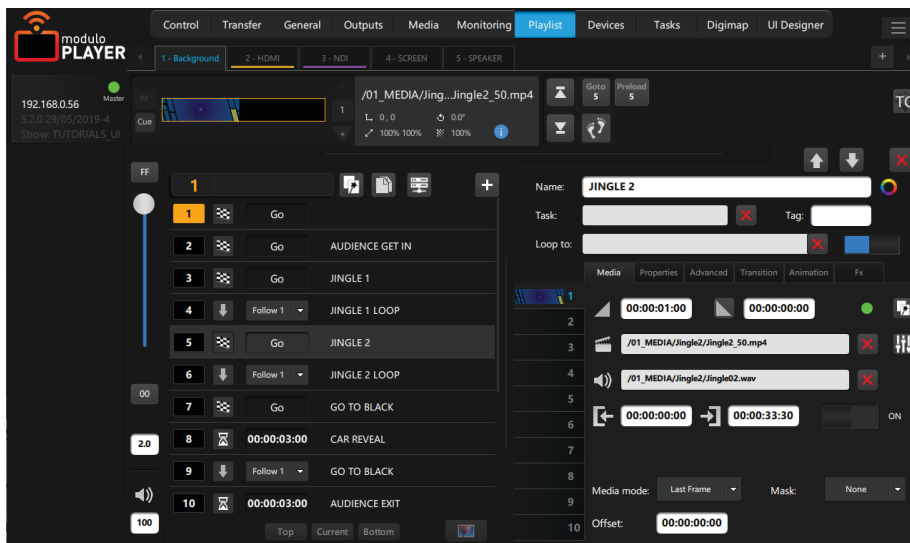 modulo
PLAYER
Control Transfer General Outputs Media Monitoring Playlist Devices Tasks Digimap UI Designer
1 - Background 2 - HDMI 3 - NDI 4 - SCREEN 5 - SPEAKER +
192.168.0.56 Master
5.2.0 29/05/2019-4
Show: TUTORIAL5_UI
M
Cue
1
+
/01_MEDIA/Jing..Jingle2_50.mp4
0 , 0 0.0°
100% 100% 100% i
Goto
5
Preload
5
TC
FF
00
2.0
100
1 +
1 Go
2 Go AUDIENCE GET IN
3 Go JINGLE 1
4 Follow 1 JINGLE 1 LOOP
5 Go JINGLE 2
6 Follow 1 JINGLE 2 LOOP
7 Go GO TO BLACK
8 00:00:03:00 CAR REVEAL
9 Follow 1 GO TO BLACK
10 00:00:03:00 AUDIENCE EXIT
Top Current Bottom
Name: JINGLE 2
Task: Tag:
Loop to:
Media Properties Advanced Transition Animation Fx
1
2
3
4
5
6
7
8
9
10
00:00:01:00 00:00:00:00
/01_MEDIA/Jingle2/Jingle2_50.mp4
/01_MEDIA/Jingle2/Jingle02.wav
00:00:00:00 00:00:33:30 ON
Media mode: Last Frame Mask: None
Offset: 00:00:00:00